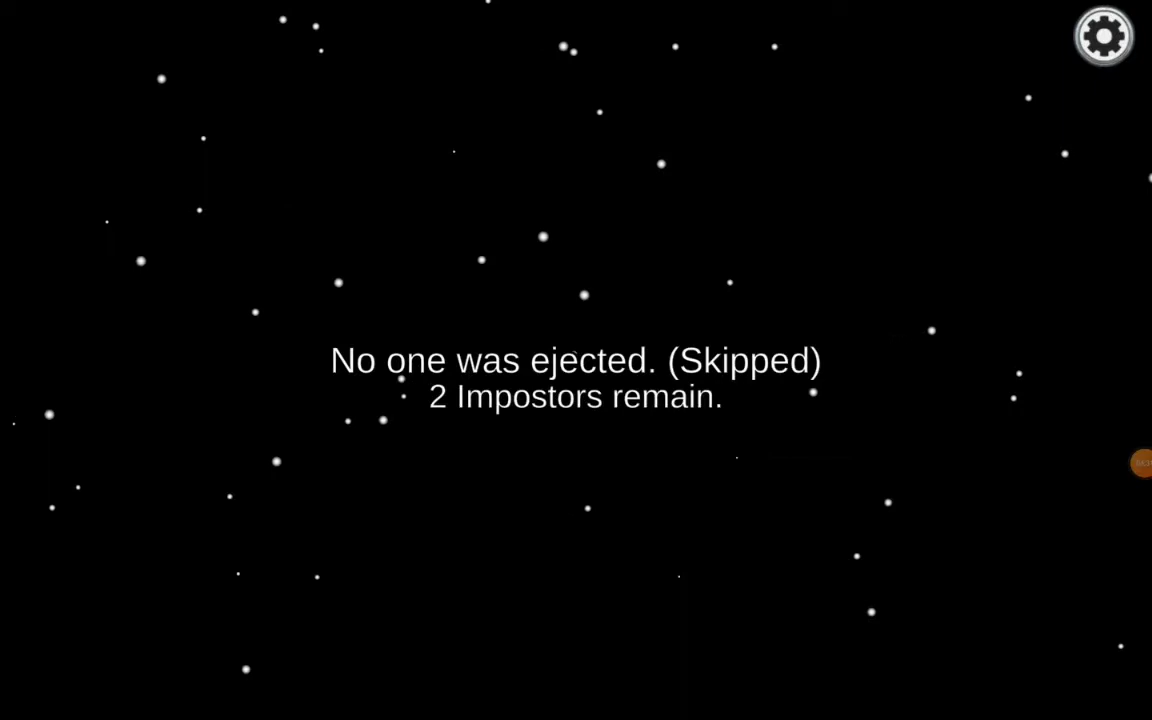 No one was ejected. (Skipped)
2 Impostors remain.